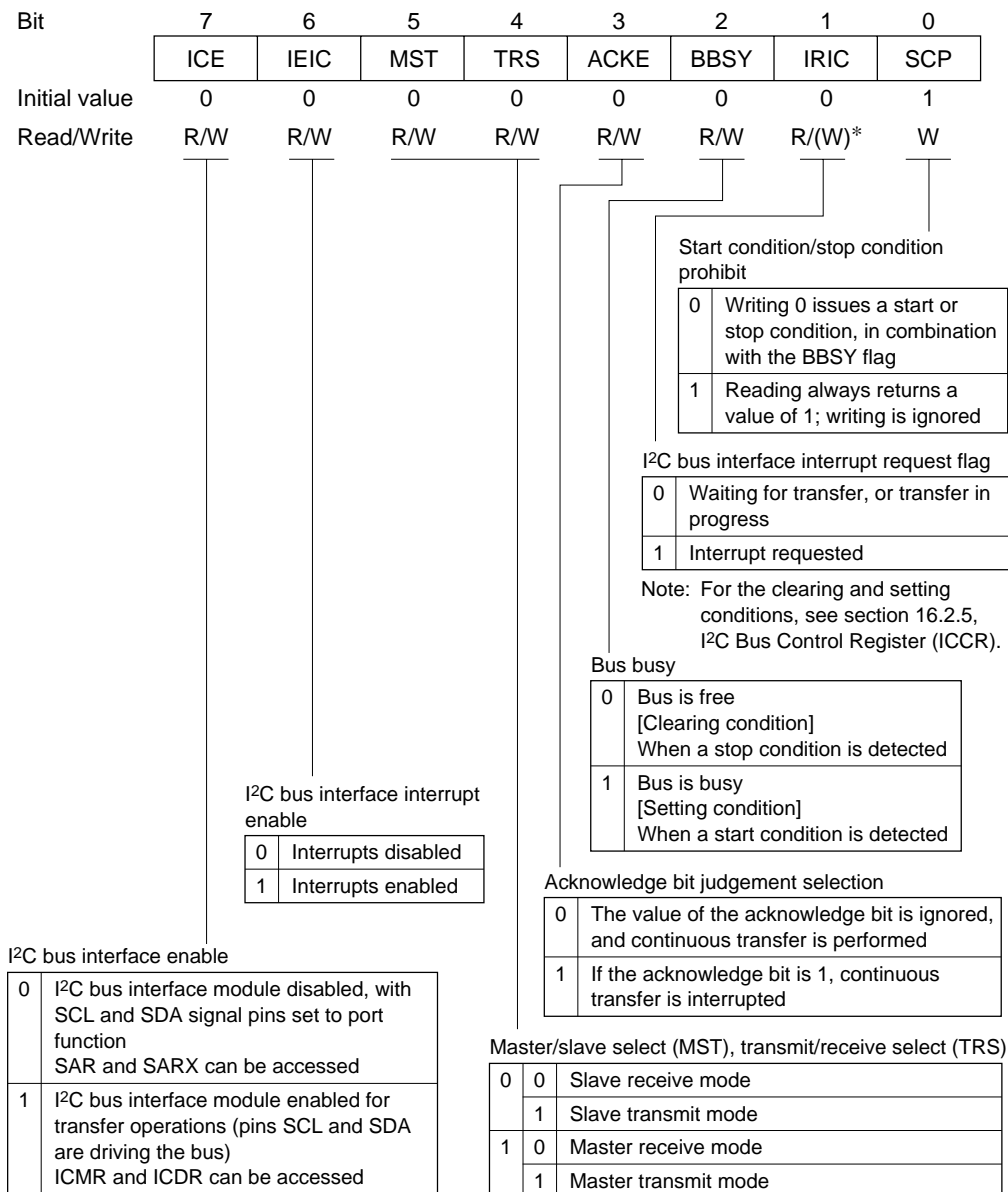 Bit 7 6 5 4 3 2 1 0
ICE IEIC MST TRS ACKE BBSY IRIC SCP
Initial value 0 0 0 0 0 0 0 1
Read/Write R/W R/W R/W R/W R/W R/W R/(W)* W
Start condition/stop condition
prohibit
0 Writing 0 issues a start or
stop condition, in combination
with the BBSY flag
1 Reading always returns a
value of 1; writing is ignored
I2C bus interface interrupt request flag
0 Waiting for transfer, or transfer in
progress
1 Interrupt requested
Note: For the clearing and setting
conditions, see section 16.2.5,
I2C Bus Control Register (ICCR).
Bus busy
0 Bus is free
[Clearing condition]
When a stop condition is detected
1 Bus is busy
[Setting condition]
When a start condition is detected
I2C bus interface interrupt
enable
0 Interrupts disabled
1 Interrupts enabled
Acknowledge bit judgement selection
0 The value of the acknowledge bit is ignored,
and continuous transfer is performed
1 If the acknowledge bit is 1, continuous
transfer is interrupted
I2C bus interface enable
0 I2C bus interface module disabled, with
SCL and SDA signal pins set to port
function
SAR and SARX can be accessed
1 I2C bus interface module enabled for
transfer operations (pins SCL and SDA
are driving the bus)
ICMR and ICDR can be accessed
Master/slave select (MST), transmit/receive select (TRS)
0 0 Slave receive mode
1 Slave transmit mode
1 0 Master receive mode
1 Master transmit mode